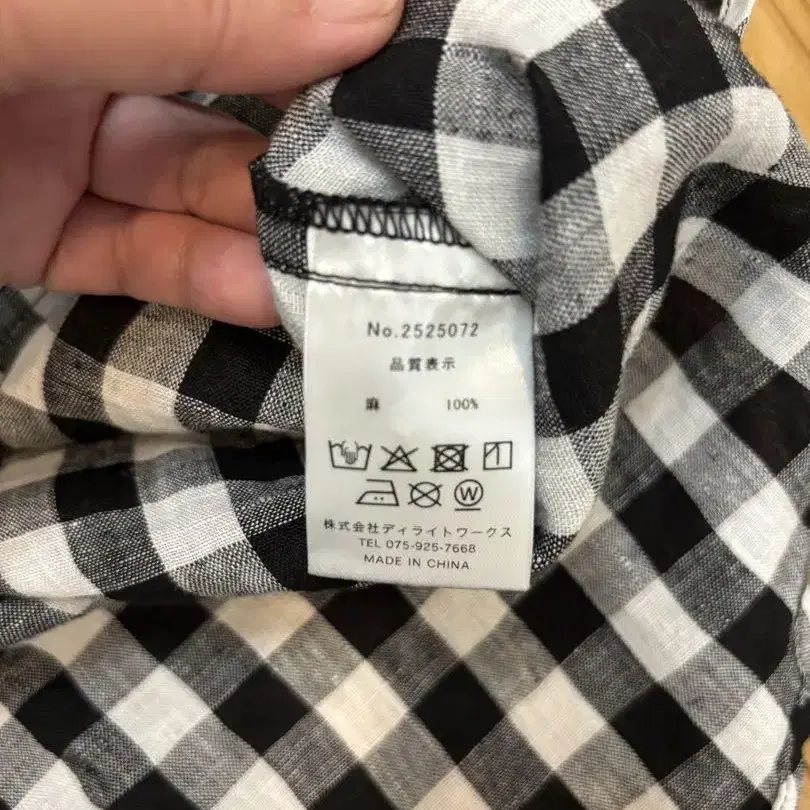 No.2525072
品質表示
麻 100%
W
株式会社ディライトワークス
TEL 075-925-7668
MADE IN CHINA